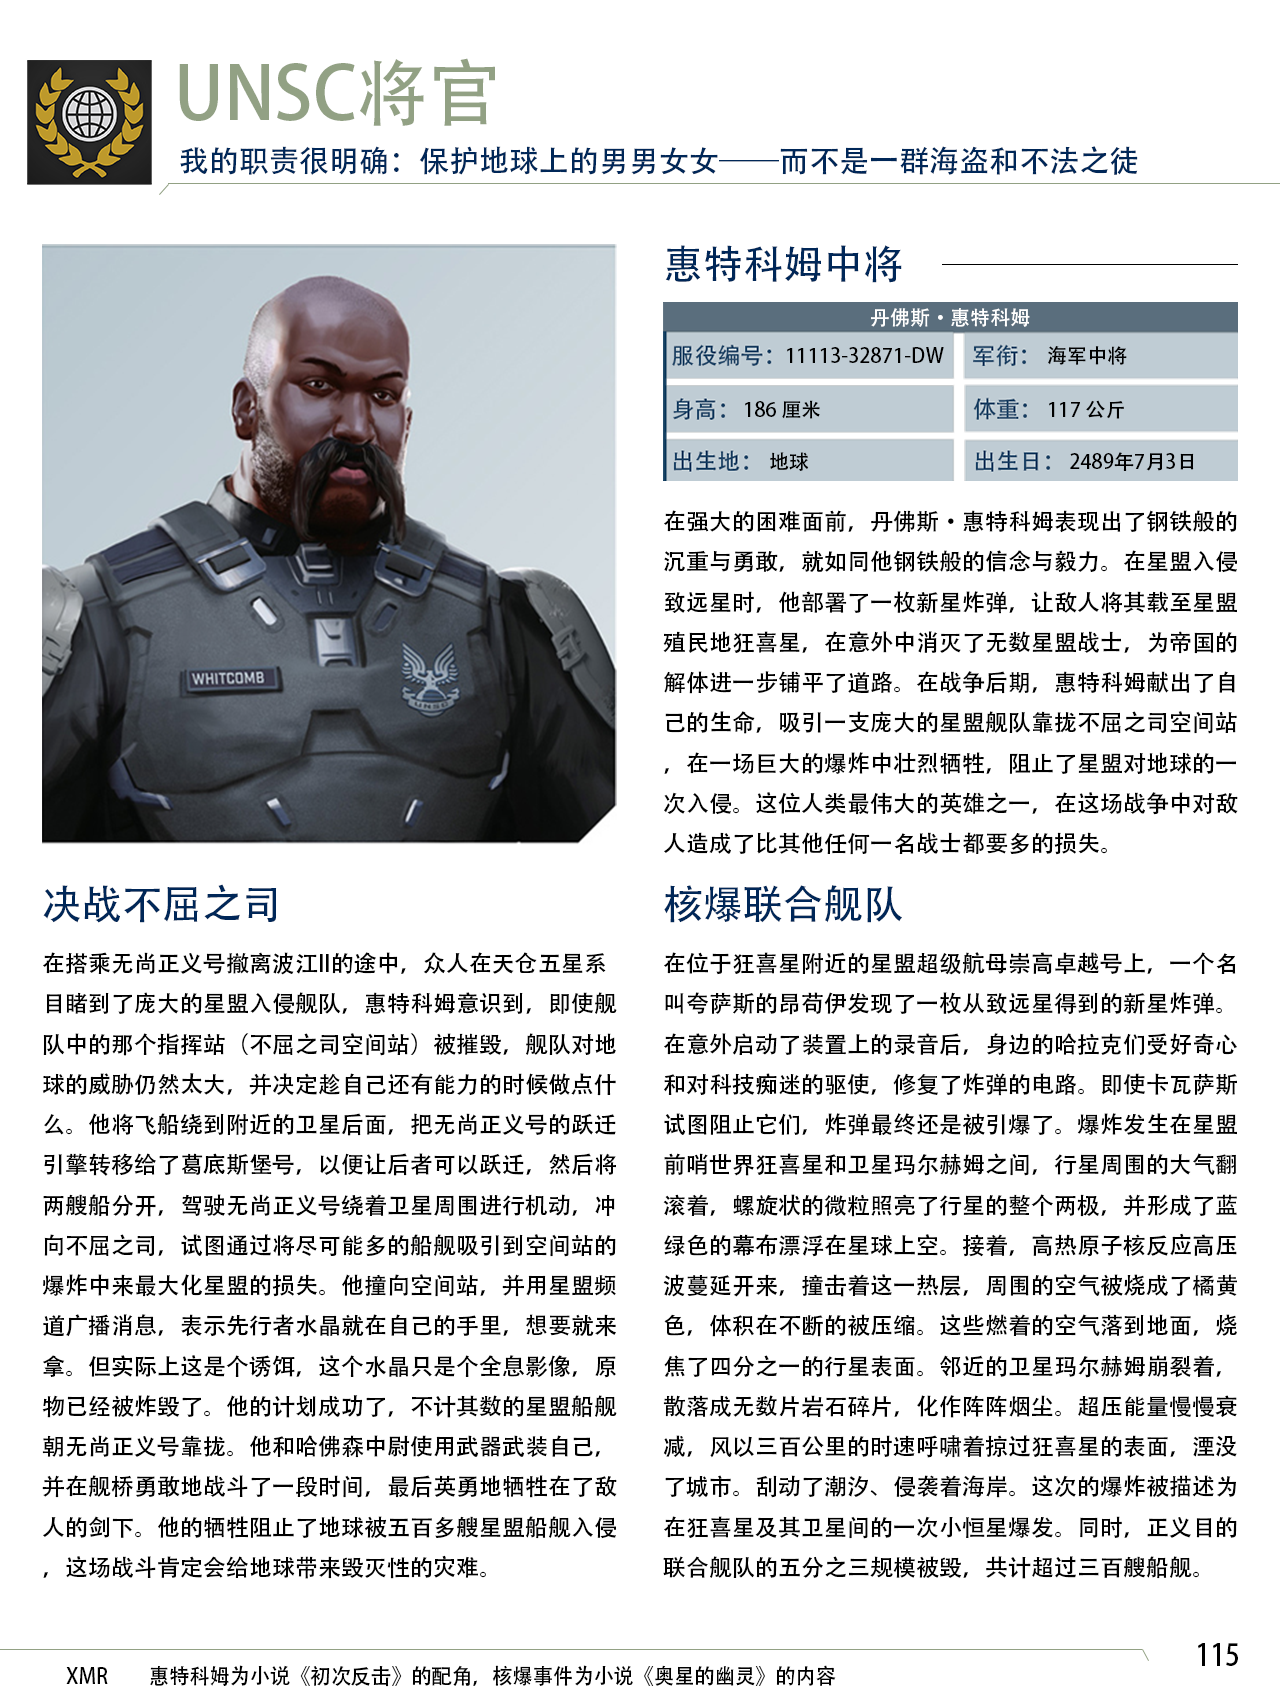 UNSC将官
我的职责很明确：保护地球上的男男女女——而不是一群海盗和不法之徒
WHITCOMB
UNSC
惠特科姆中将
丹佛斯·惠特科姆
服役编号：11113-32871-DW
军衔：海军中将
身高：186 厘米
体重：117 公斤
出生地：地球
出生日：2489年7月3日
在强大的困难面前，丹佛斯·惠特科姆表现出了钢铁般的
沉重与勇敢，就如同他钢铁般的信念与毅力。在星盟入侵
致远星时，他部署了一枚新星炸弹，让敌人将其载至星盟
殖民地狂喜星，在意外中消灭了无数星盟战士，为帝国的
解体进一步铺平了道路。在战争后期，惠特科姆献出了自
己的生命，吸引一支庞大的星盟舰队靠拢不屈之司空间站
，在一场巨大的爆炸中壮烈牺牲，阻止了星盟对地球的一
次入侵。这位人类最伟大的英雄之一，在这场战争中对敌
人造成了比其他任何一名战士都要多的损失。
决战不屈之司
在搭乘无尚正义号撤离波江II的途中，众人在天仓五星系
目睹到了庞大的星盟入侵舰队，惠特科姆意识到，即使舰
队中的那个指挥站（不屈之司空间站）被摧毁，舰队对地
球的威胁仍然太大，并决定趁自己还有能力的时候做点什
么。他将飞船绕到附近的卫星后面，把无尚正义号的跃迁
引擎转移给了葛底斯堡号，以便让后者可以跃迁，然后将
两艘船分开，驾驶无尚正义号绕着卫星周围进行机动，冲
向不屈之司，试图通过将尽可能多的船舰吸引到空间站的
爆炸中来最大化星盟的损失。他撞向空间站，并用星盟频
道广播消息，表示先行者水晶就在自己的手里，想要就来
拿。但实际上这是个诱饵，这个水晶只是个全息影像，原
物已经被炸毁了。他的计划成功了，不计其数的星盟船舰
朝无尚正义号靠拢。他和哈佛森中尉使用武器武装自己，
并在舰桥勇敢地战斗了一段时间，最后英勇地牺牲在了敌
人的剑下。他的牺牲阻止了地球被五百多艘星盟船舰入侵
，这场战斗肯定会给地球带来毁灭性的灾难。
核爆联合舰队
在位于狂喜星附近的星盟超级航母崇高卓越号上，一个名
叫夸萨斯的昂苟伊发现了一枚从致远星得到的新星炸弹。
在意外启动了装置上的录音后，身边的哈拉克们受好奇心
和对科技痴迷的驱使，修复了炸弹的电路。即使卡瓦萨斯
试图阻止它们，炸弹最终还是被引爆了。爆炸发生在星盟
前哨世界狂喜星和卫星玛尔赫姆之间，行星周围的大气翻
滚着，螺旋状的微粒照亮了行星的整个两极，并形成了蓝
绿色的幕布漂浮在星球上空。接着，高热原子核反应高压
波蔓延开来，撞击着这一热层，周围的空气被烧成了橘黄
色，体积在不断的被压缩。这些燃着的空气落到地面，烧
焦了四分之一的行星表面。邻近的卫星玛尔赫姆崩裂着，
散落成无数片岩石碎片，化作阵阵烟尘。超压能量慢慢衰
减，风以三百公里的时速呼啸着掠过狂喜星的表面，湮没
了城市。刮动了潮汐、侵袭着海岸。这次的爆炸被描述为
在狂喜星及其卫星间的一次小恒星爆发。同时，正义目的
联合舰队的五分之三规模被毁，共计超过三百艘船舰。
115
XMR 惠特科姆为小说《初次反击》的配角，核爆事件为小说《奥星的幽灵》的内容